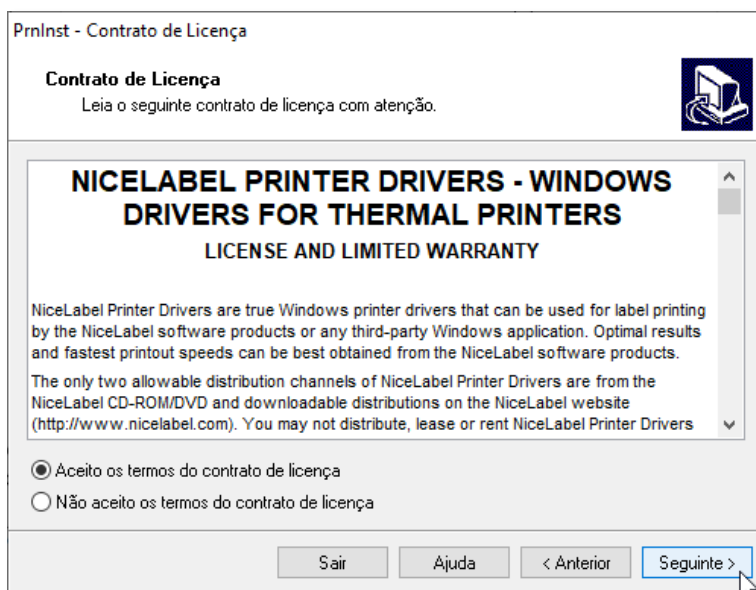 PrnInst - Contrato de Licença
Contrato de Licença
Leia o seguinte contrato de licença com atenção.
NICELABEL PRINTER DRIVERS - WINDOWS
DRIVERS FOR THERMAL PRINTERS
LICENSE AND LIMITED WARRANTY
NiceLabel Printer Drivers are true Windows printer drivers that can be used for label printing
by the NiceLabel software products or any third-party Windows application. Optimal results
and fastest printout speeds can be best obtained from the NiceLabel software products.
The only two allowable distribution channels of NiceLabel Printer Drivers are from the
NiceLabel CD-ROM/DVD and downloadable distributions on the NiceLabel website
(http://www.nicelabel.com). You may not distribute, lease or rent NiceLabel Printer Drivers
Aceito os termos do contrato de licença
Não aceito os termos do contrato de licença
Sair Ajuda < Anterior Seguinte >